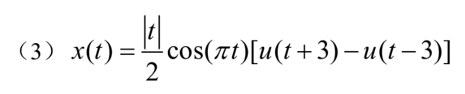 （3） x(t) = |t|/2 cos(πt)[u(t+3)−u(t−3)]